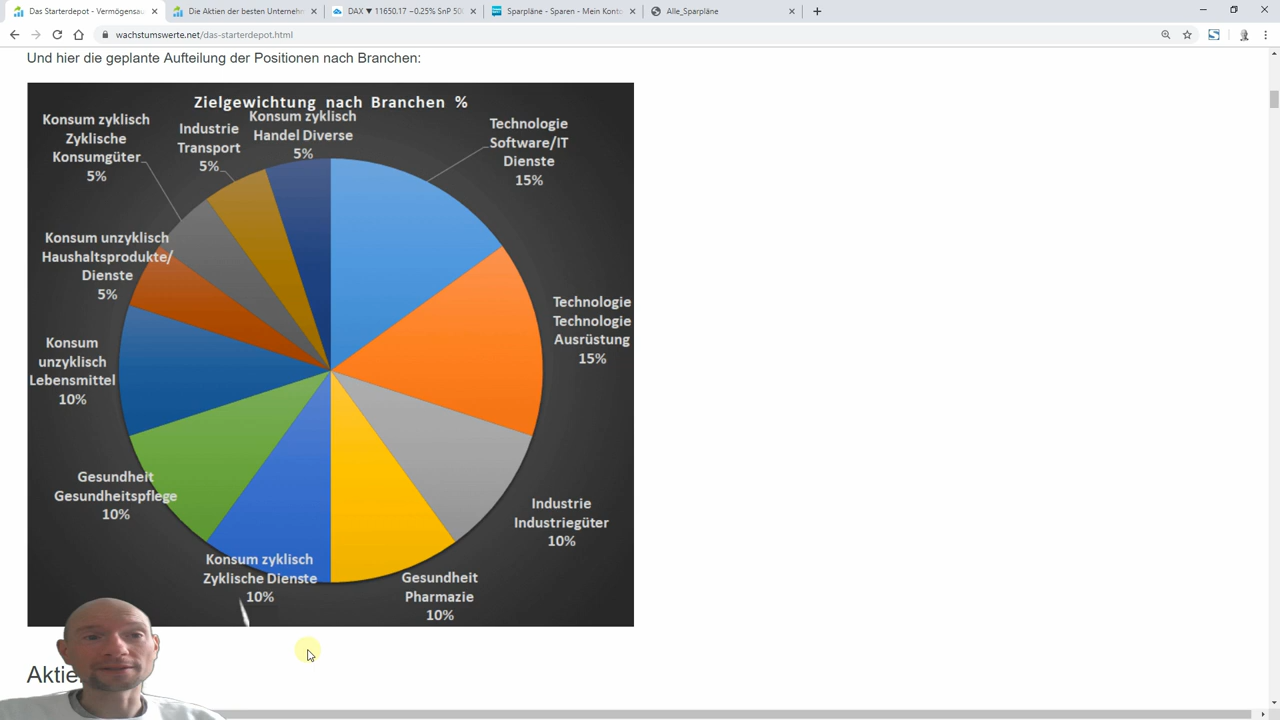 Das Starterdepot - Vermögensau
Die Aktien der besten Unternehm
DAX ▼ 11650.17 −0.25% SnP 500
Sparpläne - Sparen - Mein Konto
Alle_Sparpläne
wachstumswerte.net/das-starterdepot.html
Und hier die geplante Aufteilung der Positionen nach Branchen:
Zielgewichtung nach Branchen %
Konsum zyklisch
Zyklische
Konsumgüter
5%
Industrie
Transport
5%
Konsum zyklisch
Handel Diverse
5%
Technologie
Software/IT
Dienste
15%
Konsum unzyklisch
Haushaltsprodukte/
Dienste
5%
Technologie
Technologie
Ausrüstung
15%
Konsum
unzyklisch
Lebensmittel
10%
Gesundheit
Gesundheitspflege
10%
Industrie
Industriegüter
10%
Konsum zyklisch
Zyklische Dienste
10%
Gesundheit
Pharmazie
10%